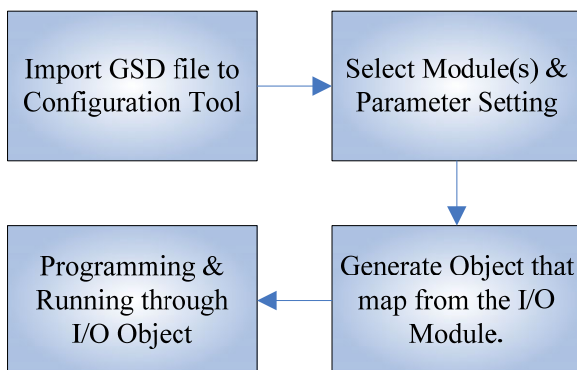 Import GSD file to
Configuration Tool
Select Module(s) &
Parameter Setting
Generate Object that
map from the I/O
Module.
Programming &
Running through
I/O Object